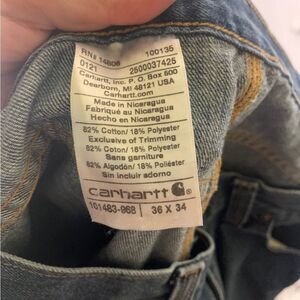 RN# 14806 100135
0121 2500037425
Carhartt, Inc. P.O. Box 600
Dearborn, MI 48121 USA
Carhartt.com
Made in Nicaragua
Fabriqué au Nicaragua
Hecho en Nicaragua
82% Cotton/ 18% Polyester
Exclusive of Trimming
82% Coton/ 18% Polyester
Sans garniture
82% Algodón/ 18% Poliéster
Sin incluir adorno
carhartt
101483-968 36 X 34